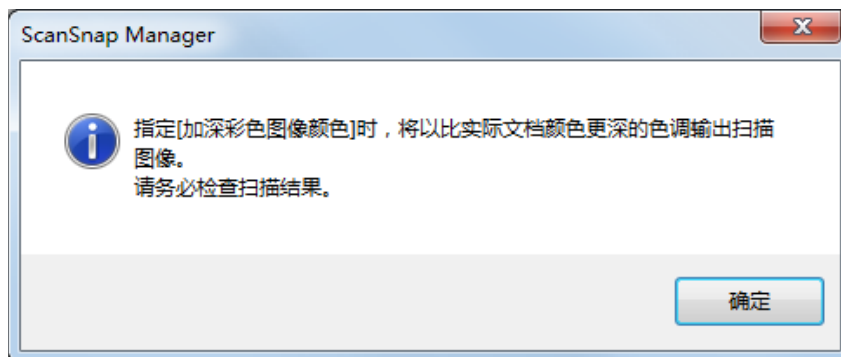 ScanSnap Manager
指定[加深彩色图像颜色]时，将以比实际文档颜色更深的色调输出扫描
图像。
请务必检查扫描结果。
确定